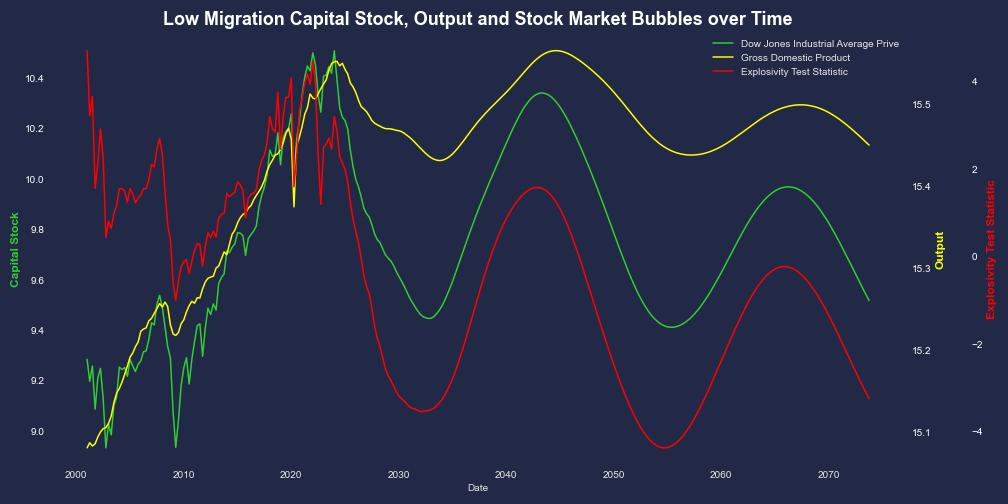 Low Migration Capital Stock, Output and Stock Market Bubbles over Time
Dow Jones Industrial Average Prive
Gross Domestic Product
Explosivity Test Statistic
Capital Stock
10.4
10.2
10.0
9.8
9.6
9.4
9.2
9.0
15.5
15.4
15.3
15.2
15.1
Output
4
2
0
−2
−4
Explosivity Test Statistic
2000 2010 2020 2030 2040 2050 2060 2070
Date